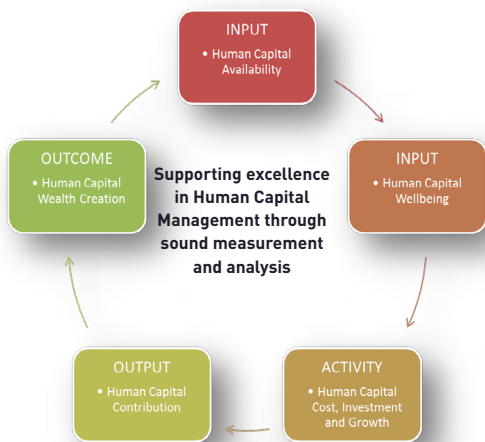 INPUT
• Human Capital
Availability
INPUT
• Human Capital
Wellbeing
ACTIVITY
• Human Capital
Cost, Investment
and Growth
OUTPUT
• Human Capital
Contribution
OUTCOME
• Human Capital
Wealth Creation
Supporting excellence
in Human Capital
Management through
sound measurement
and analysis